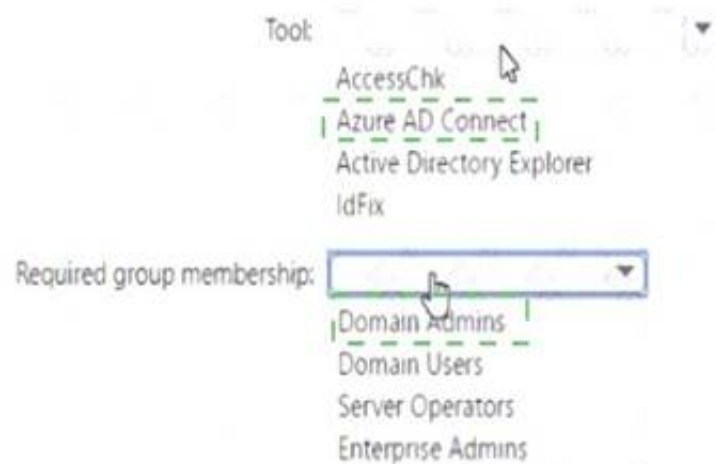 Tool:
AccessChk
Azure AD Connect
Active Directory Explorer
IdFix
Required group membership:
Domain Admins
Domain Users
Server Operators
Enterprise Admins